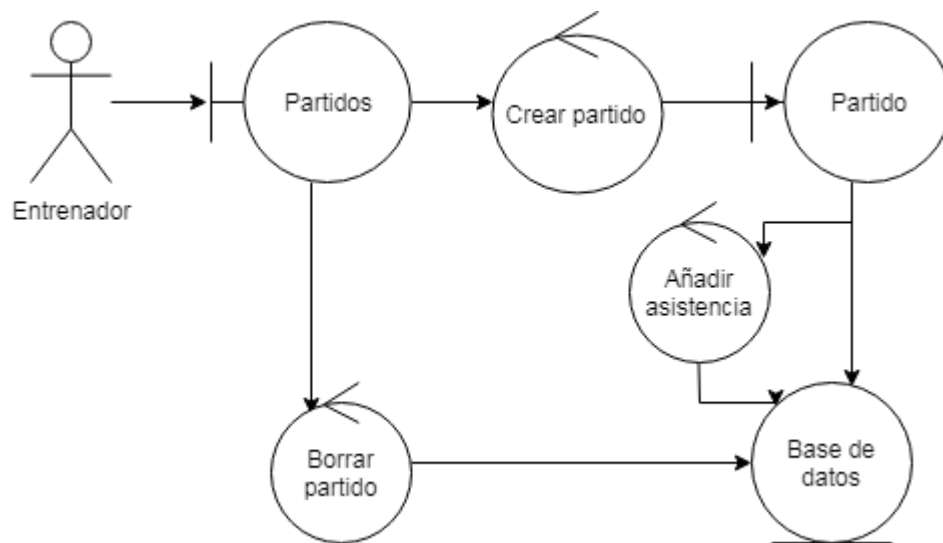 Partidos
Crear partido
Partido
Entrenador
Añadir
asistencia
Borrar
partido
Base de
datos